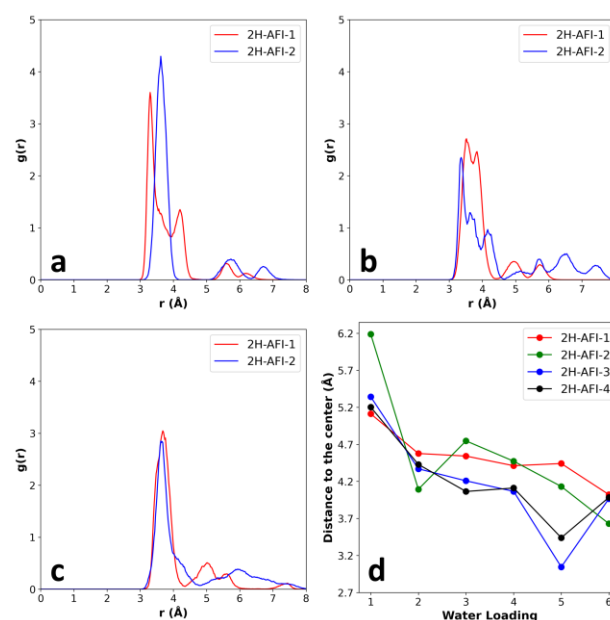 5
4
3
2
1
0
g(r)
2H-AFI-1
2H-AFI-2
a
0 1 2 3 4 5 6 7 8
r (Å)
5
4
3
2
1
0
g(r)
2H-AFI-1
2H-AFI-2
b
0 1 2 3 4 5 6 7
r (Å)
5
4
3
2
1
0
g(r)
2H-AFI-1
2H-AFI-2
c
0 1 2 3 4 5 6 7 8
r (Å)
6.2
5.7
5.2
4.7
4.2
3.7
3.2
2.7
Distance to the center (Å)
2H-AFI-1
2H-AFI-2
2H-AFI-3
2H-AFI-4
d
1 2 3 4 5 6
Water Loading